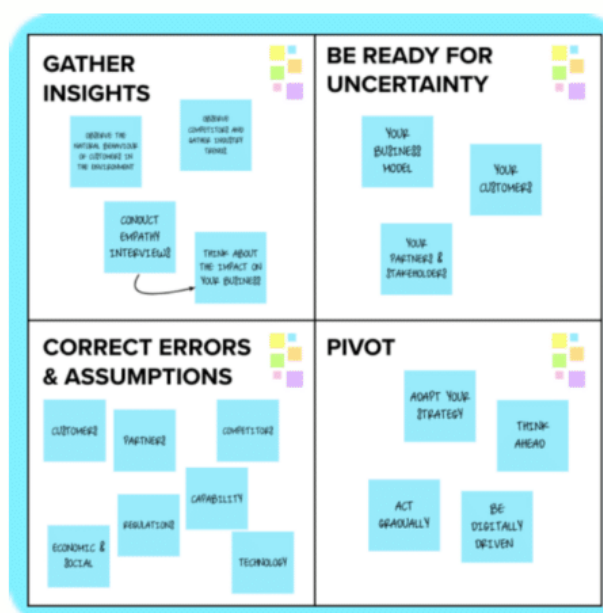 GATHER
INSIGHTS
OBSERVE THE
NATURAL BEHAVIOUR
OF CUSTOMERS IN
THE ENVIRONMENT
OBSERVE
COMPETITORS AND
GATHER INDUSTRY
TRENDS
CONDUCT
EMPATHY
INTERVIEWS
THINK ABOUT
THE IMPACT ON
YOUR BUSINESS
BE READY FOR
UNCERTAINTY
YOUR
BUSINESS
MODEL
YOUR
CUSTOMERS
YOUR
PARTNERS &
STAKEHOLDERS
CORRECT ERRORS
& ASSUMPTIONS
CUSTOMERS
PARTNERS
COMPETITORS
CAPABILITY
REGULATIONS
ECONOMIC &
SOCIAL
TECHNOLOGY
PIVOT
ADAPT YOUR
STRATEGY
THINK
AHEAD
ACT
GRADUALLY
BE
DIGITALLY
DRIVEN